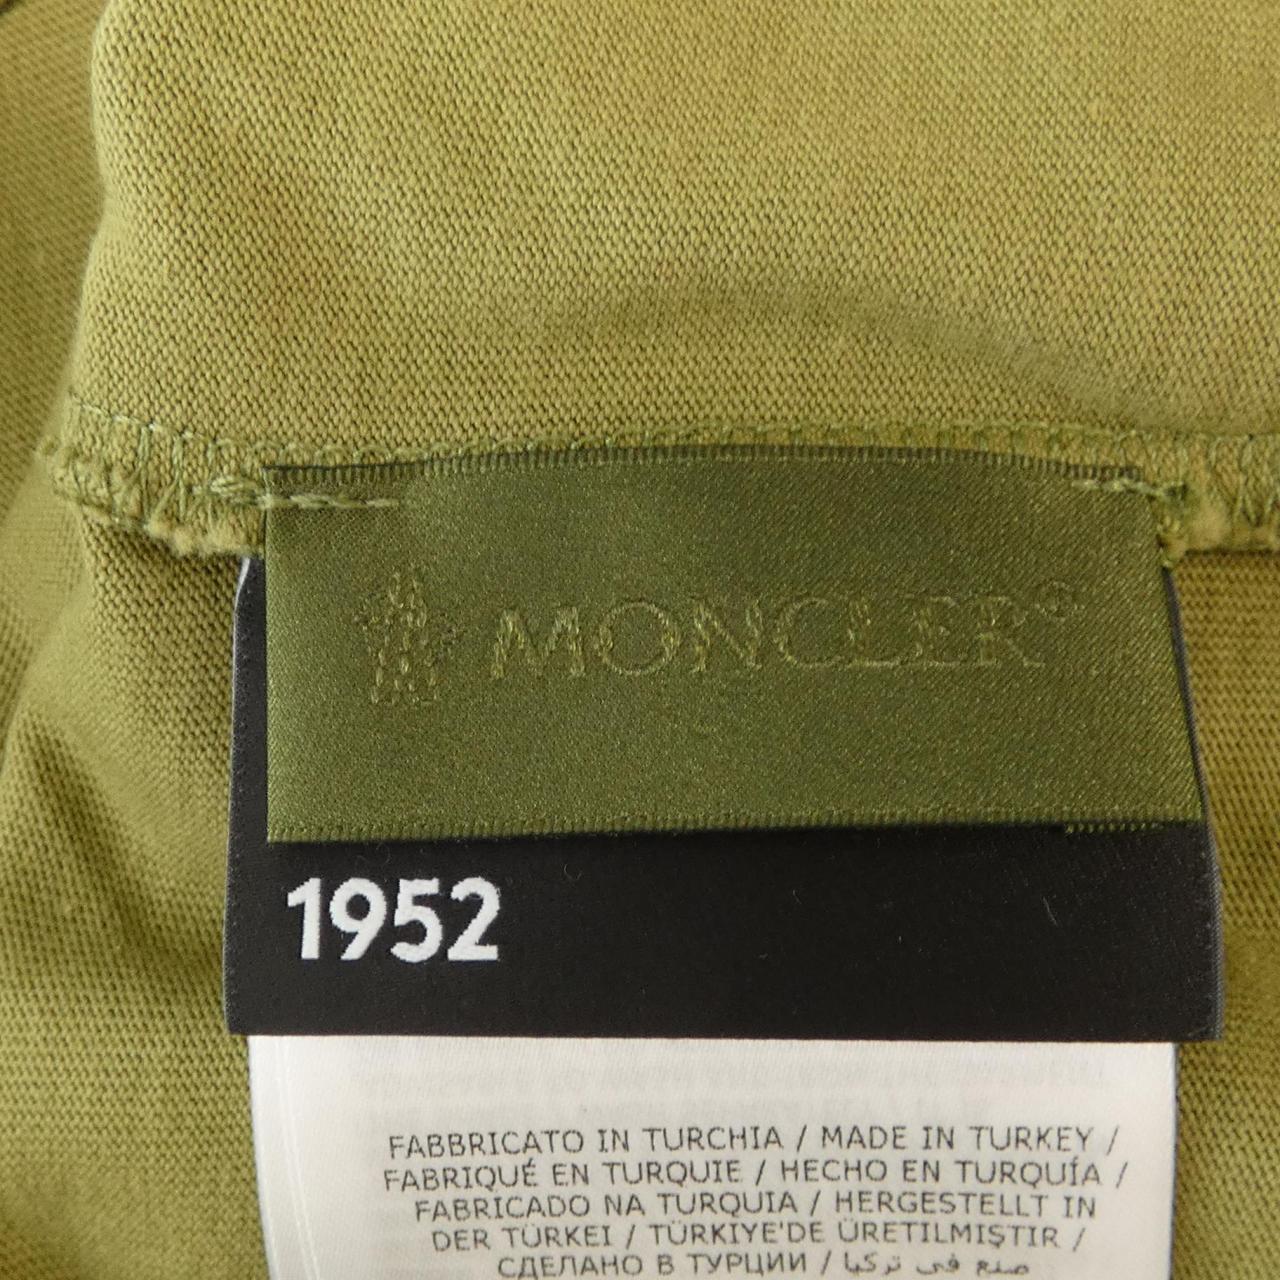 MONCLER®
1952
FABBRICATO IN TURCHIA / MADE IN TURKEY /
FABRIQUÉ EN TURQUIE / HECHO EN TURQUÍA /
FABRICADO NA TURQUIA / HERGESTELLT IN
DER TÜRKEI / TÜRKIYE'DE ÜRETILMIŞTIR /
СДЕЛАНО В ТУРЦИИ / صنع في تركيا